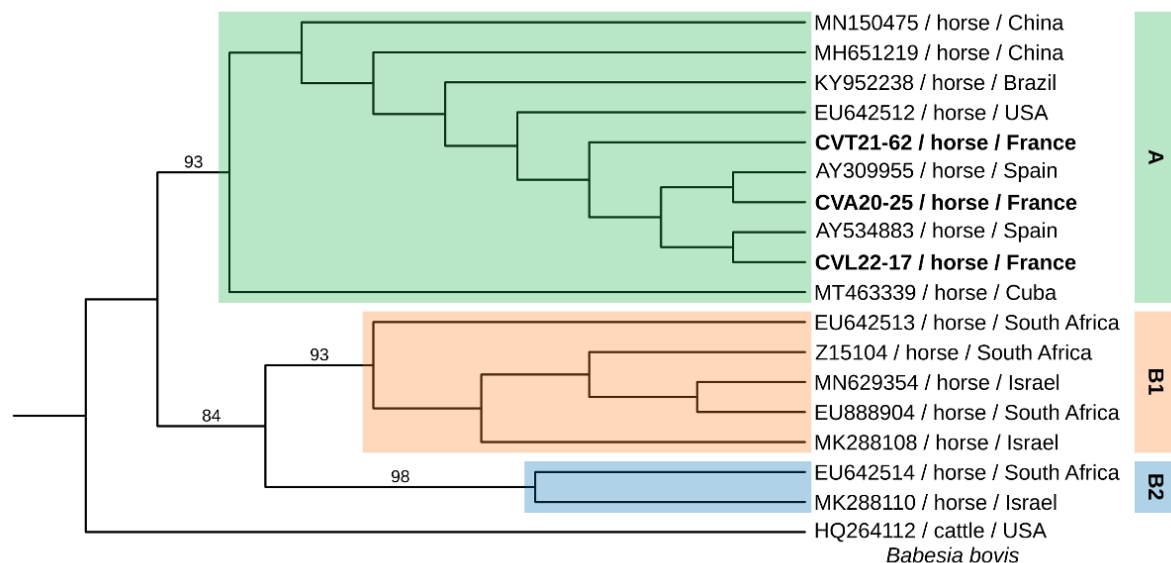 MN150475 / horse / China
MH651219 / horse / China
KY952238 / horse / Brazil
EU642512 / horse / USA
CVT21-62 / horse / France
93
A
AY309955 / horse / Spain
CVA20-25 / horse / France
AY534883 / horse / Spain
CVL22-17 / horse / France
MT463339 / horse / Cuba
EU642513 / horse / South Africa
93
Z15104 / horse / South Africa
MN629354 / horse / Israel
B1
84
EU888904 / horse / South Africa
MK288108 / horse / Israel
98
EU642514 / horse / South Africa
B2
MK288110 / horse / Israel
HQ264112 / cattle / USA
Babesia bovis